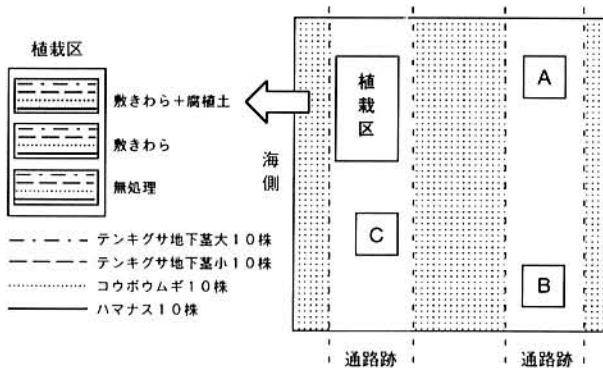 植栽区
敷きわら+腐植土
敷きわら
無処理
テンキグサ地下茎大10株
テンキグサ地下茎小10株
コウボウムギ10株
ハマナス10株
海側
植栽区
A
C
B
通路跡
通路跡